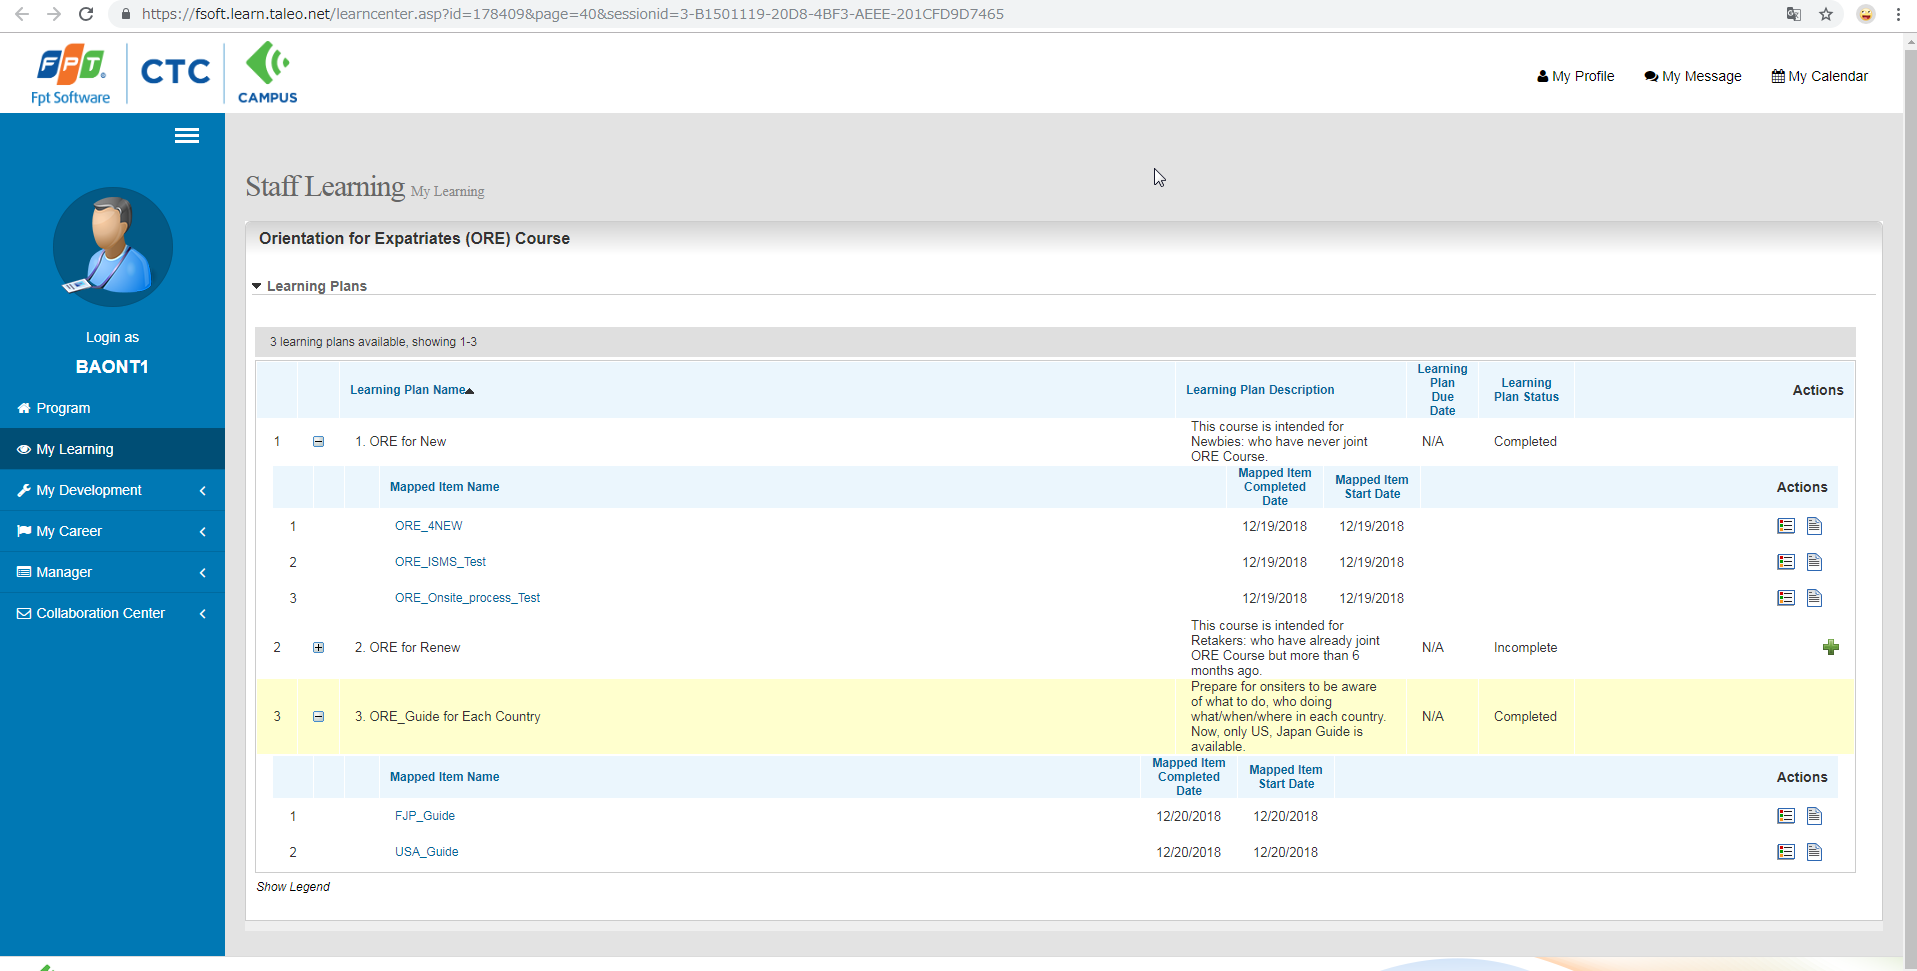 https://fsoft.learn.taleo.net/learncenter.asp?id=178409&page=40&sessionid=3-B1501119-20D8-4BF3-AEEE-201CFD9D7465
FPT
Fpt Software
CTC
CAMPUS
My Profile
My Message
My Calendar
Login as
BAONT1
Program
My Learning
My Development
My Career
Manager
Collaboration Center
Staff Learning My Learning
Orientation for Expatriates (ORE) Course
Learning Plans
3 learning plans available, showing 1-3
Learning Plan Name
Learning Plan Description
Learning
Plan
Due
Date
Learning
Plan Status
Actions
1
1. ORE for New
This course is intended for
Newbies: who have never joint
ORE Course.
N/A
Completed
Mapped Item Name
Mapped Item
Completed
Date
Mapped Item
Start Date
Actions
1 ORE_4NEW 12/19/2018 12/19/2018
2 ORE_ISMS_Test 12/19/2018 12/19/2018
3 ORE_Onsite_process_Test 12/19/2018 12/19/2018
2
2. ORE for Renew
This course is intended for
Retakers: who have already joint
ORE Course but more than 6
months ago.
N/A
Incomplete
3
3. ORE_Guide for Each Country
Prepare for onsiters to be aware
of what to do, who doing
what/when/where in each country.
Now, only US, Japan Guide is
available.
N/A
Completed
Mapped Item Name
Mapped Item
Completed
Date
Mapped Item
Start Date
Actions
1 FJP_Guide 12/20/2018 12/20/2018
2 USA_Guide 12/20/2018 12/20/2018
Show Legend